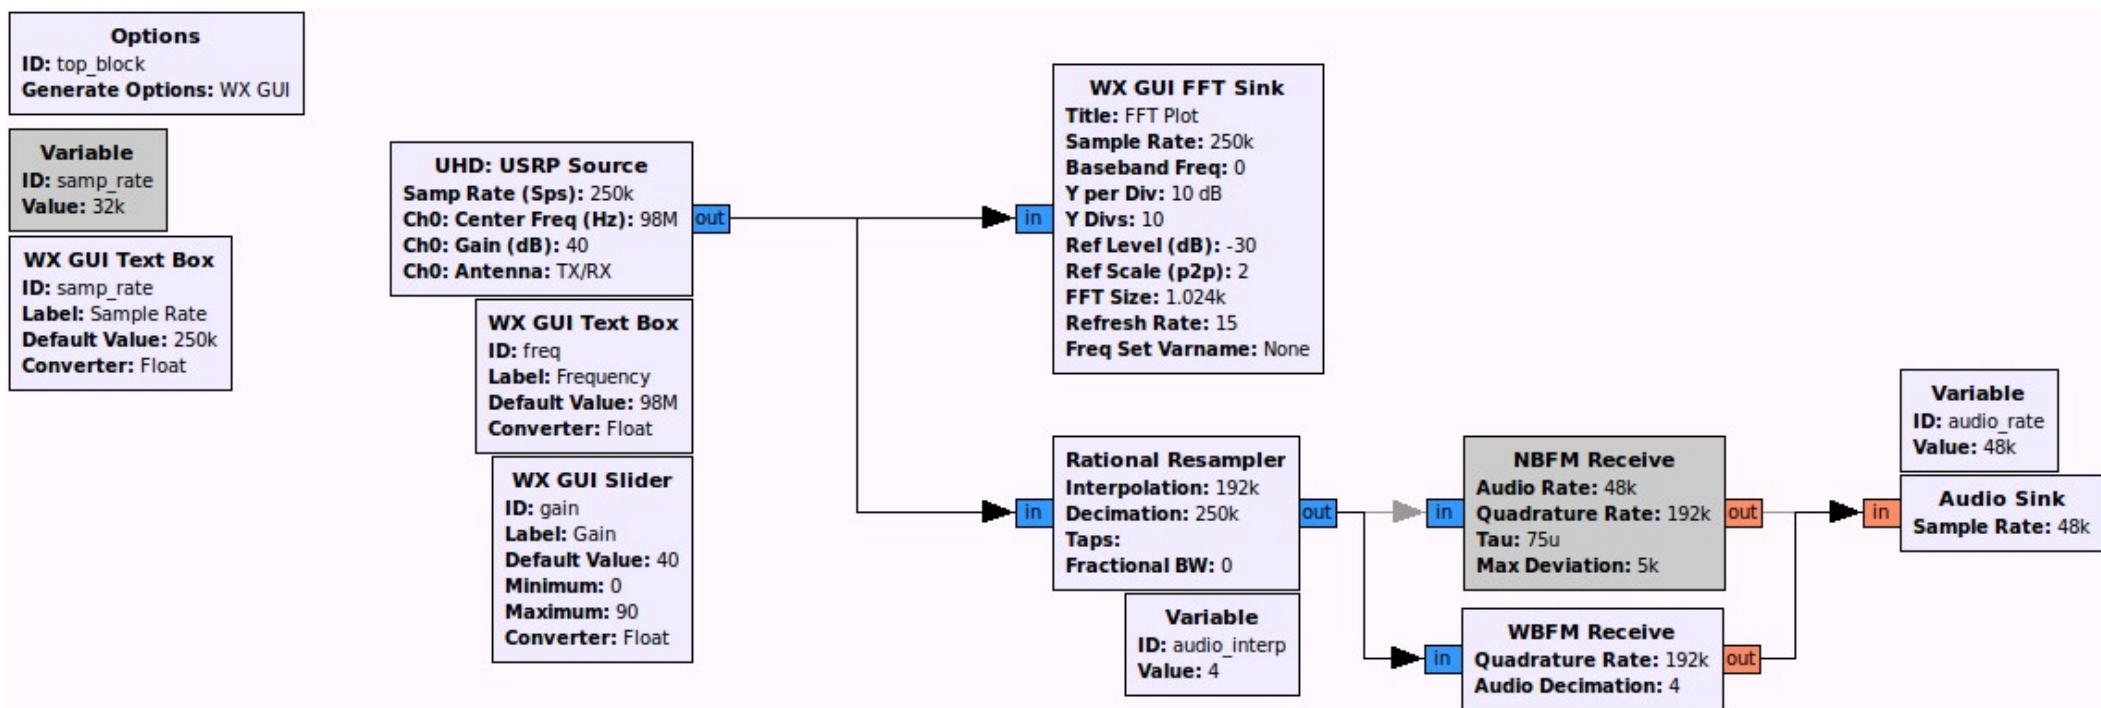 Options
ID: top_block
Generate Options: WX GUI
Variable
ID: samp_rate
Value: 32k
WX GUI Text Box
ID: samp_rate
Label: Sample Rate
Default Value: 250k
Converter: Float
UHD: USRP Source
Samp Rate (Sps): 250k
Ch0: Center Freq (Hz): 98M
Ch0: Gain (dB): 40
Ch0: Antenna: TX/RX
out
WX GUI Text Box
ID: freq
Label: Frequency
Default Value: 98M
Converter: Float
WX GUI Slider
ID: gain
Label: Gain
Default Value: 40
Minimum: 0
Maximum: 90
Converter: Float
in
WX GUI FFT Sink
Title: FFT Plot
Sample Rate: 250k
Baseband Freq: 0
Y per Div: 10 dB
Y Divs: 10
Ref Level (dB): -30
Ref Scale (p2p): 2
FFT Size: 1.024k
Refresh Rate: 15
Freq Set Varname: None
in
Rational Resampler
Interpolation: 192k
Decimation: 250k
Taps:
Fractional BW: 0
out
Variable
ID: audio_interp
Value: 4
in
NBFM Receive
Audio Rate: 48k
Quadrature Rate: 192k
Tau: 75u
Max Deviation: 5k
out
in
WBFM Receive
Quadrature Rate: 192k
Audio Decimation: 4
out
Variable
ID: audio_rate
Value: 48k
in
Audio Sink
Sample Rate: 48k